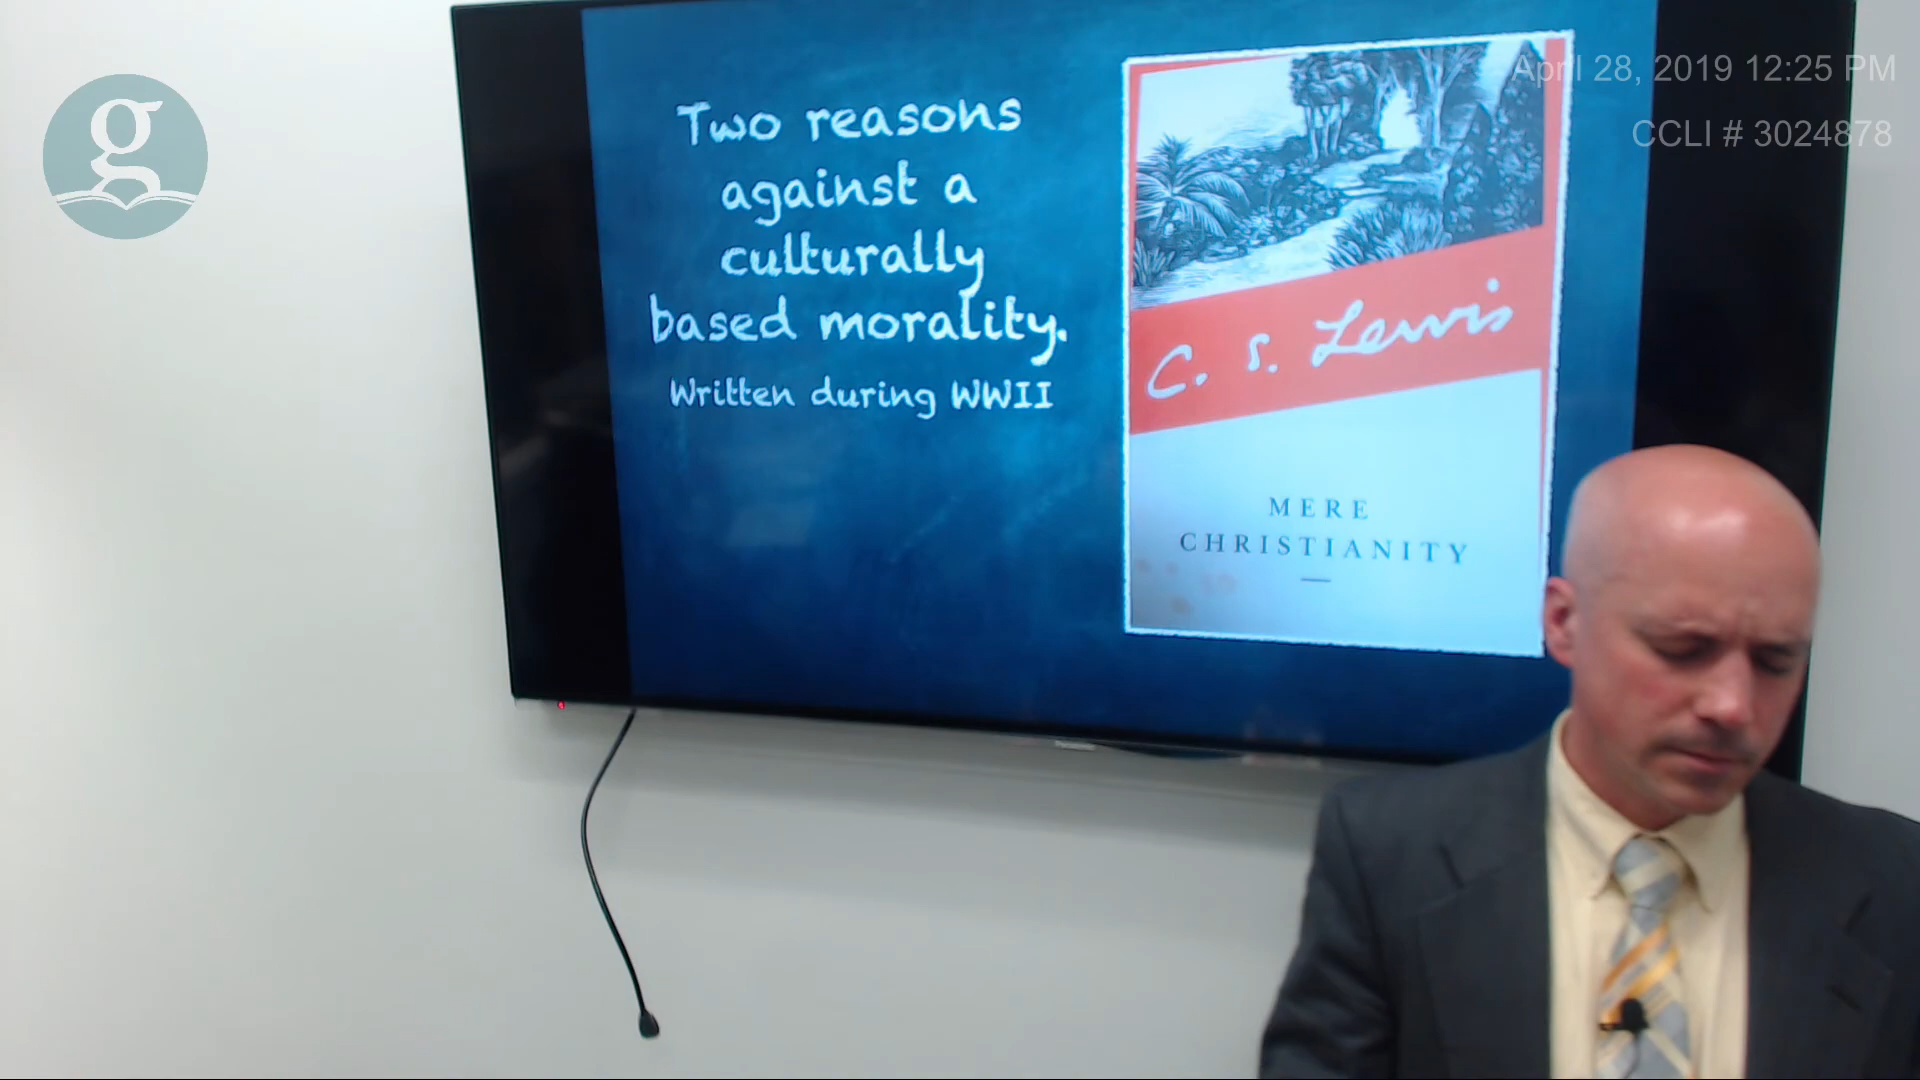 g
April 28, 2019 12:25 PM
CCLI # 3024878
Two reasons
against a
culturally
based morality.
Written during WWII
C. S. Lewis
MERE
CHRISTIANITY
Panasonic